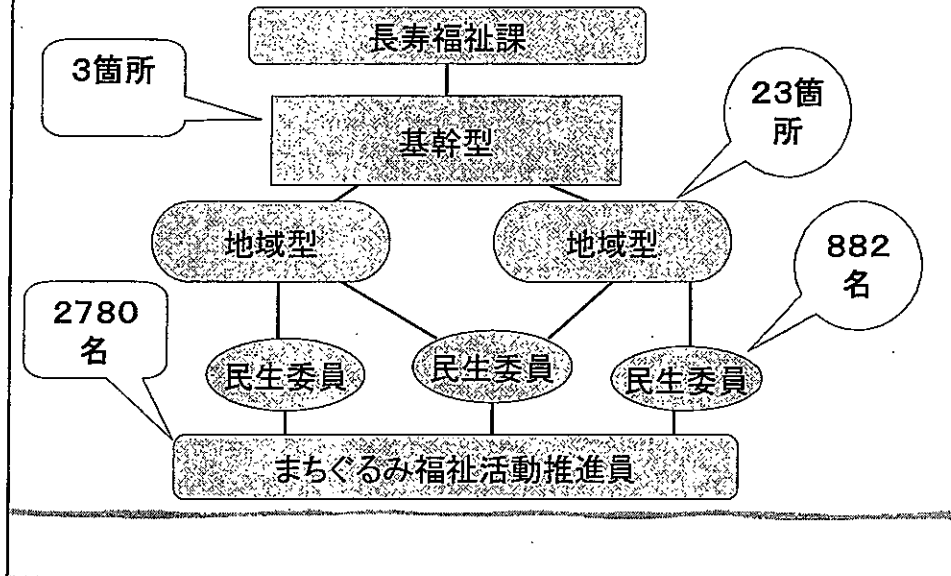 長寿福祉課
3箇所
基幹型
23箇
所
地域型
地域型
882
名
2780
名
民生委員
民生委員
民生委員
まちぐるみ福祉活動推進員